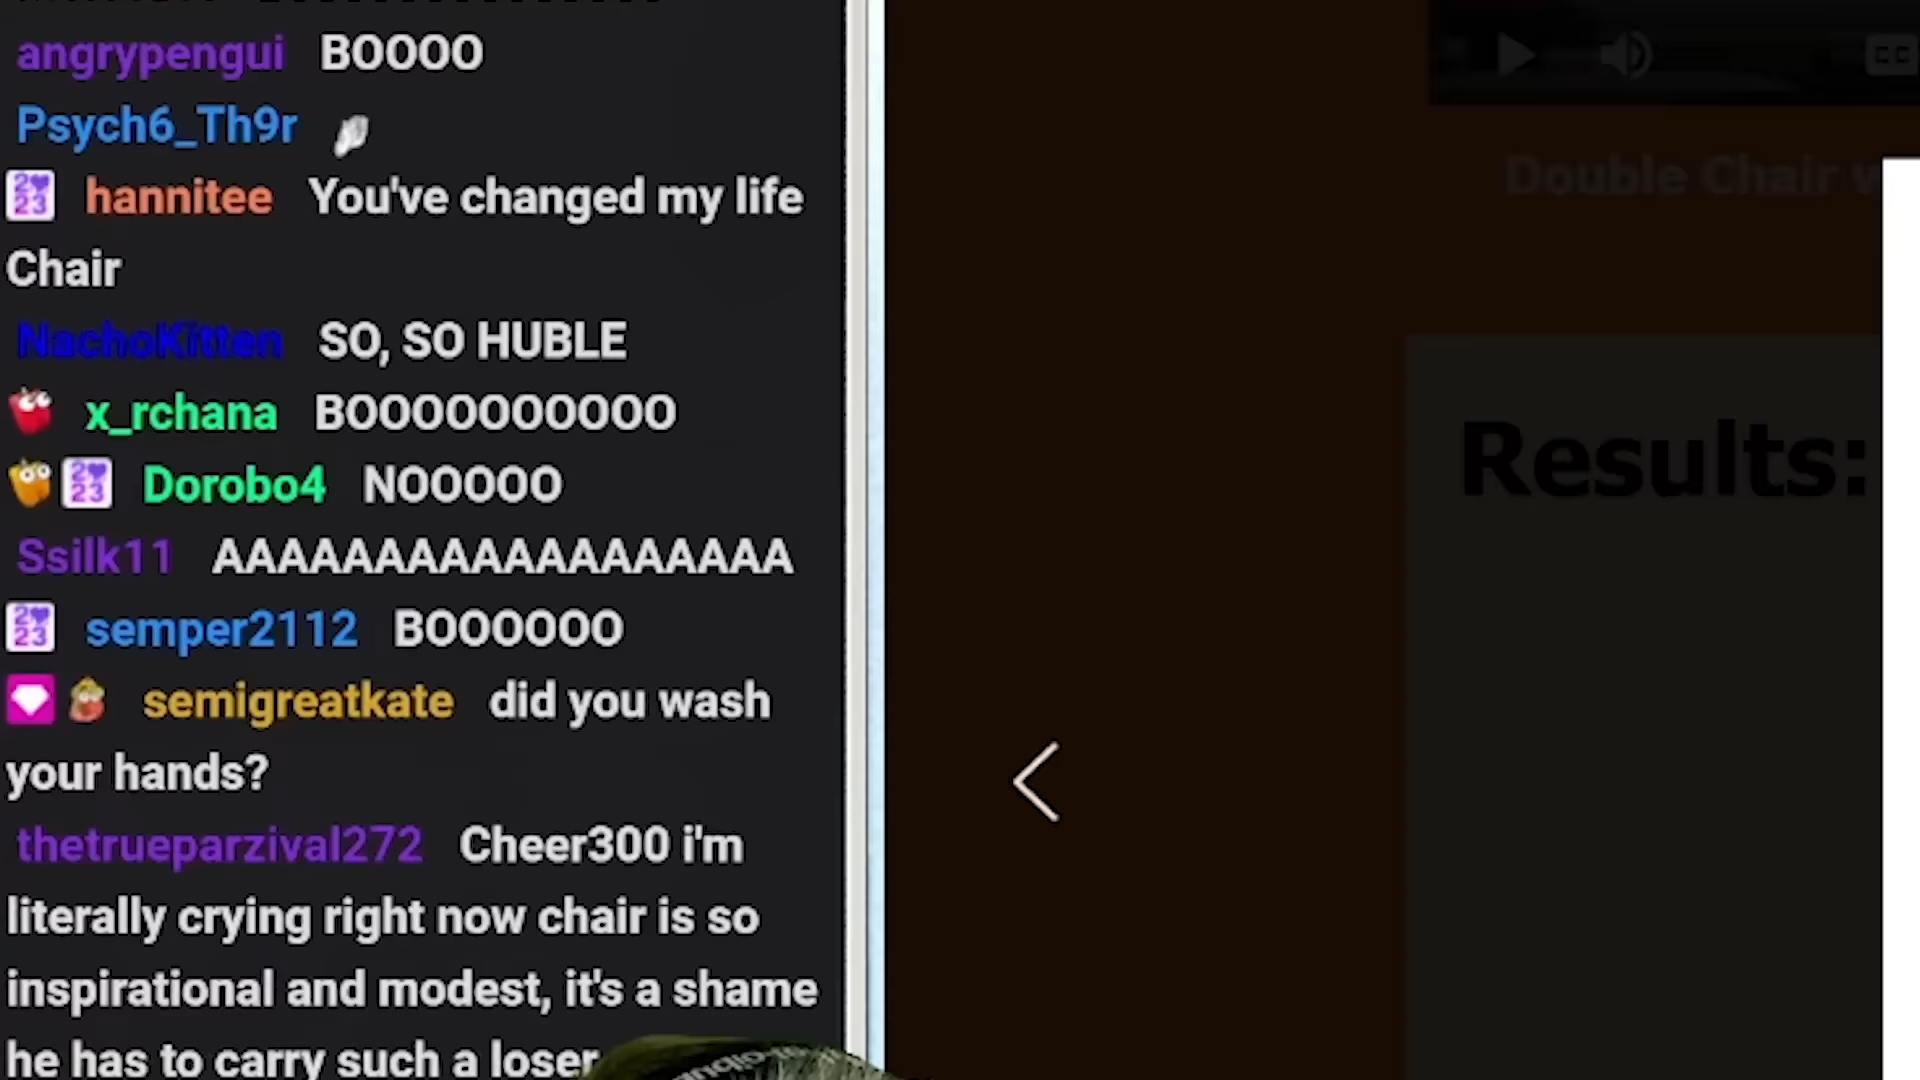 angrypengui BOOOO
Psych6_Th9r
hannitee You've changed my life
Chair
NachoKitten SO, SO HUBLE
x_rchana BOOOOOOOOOO
Dorobo4 NOOOOO
Ssilk11 AAAAAAAAAAAAAAAAAA
semper2112 BOOOOOO
semigreatkate did you wash
your hands?
thetrueparzival272 Cheer300 i'm
literally crying right now chair is so
inspirational and modest, it's a shame
he has to carry such a loser
CC
Double Chair
Results: